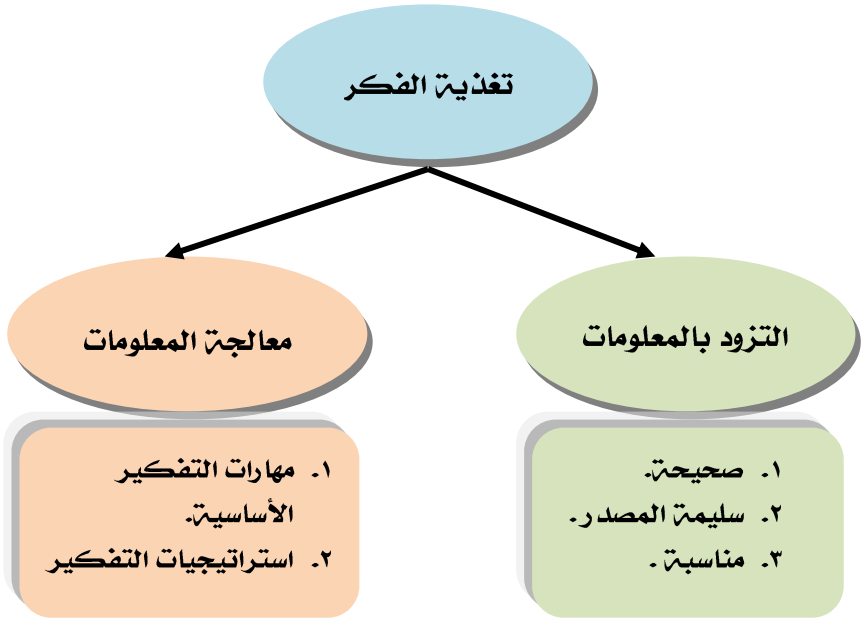 تغذية الفكر
التزود بالمعلومات
١. صحيحة.
٢. سليمة المصدر.
٣. مناسبة .
معالجة المعلومات
١. مهارات التفكير
الأساسية.
٢. استراتيجيات التفكير